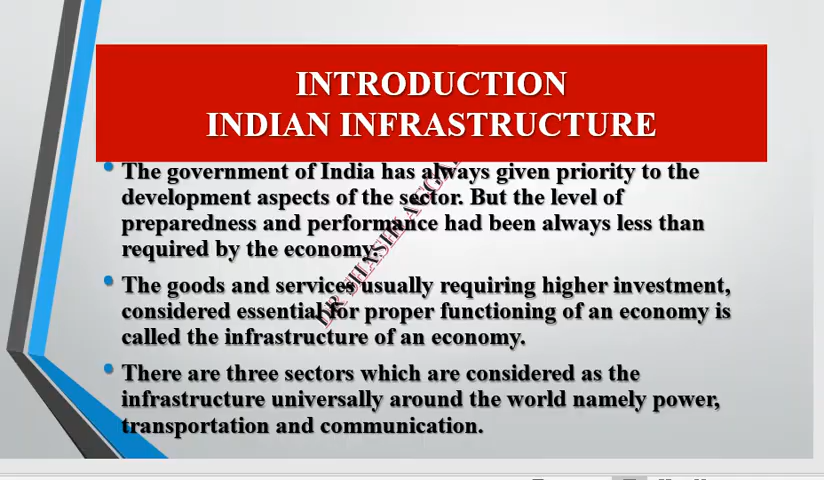 INTRODUCTION
INDIAN INFRASTRUCTURE
• The government of India has always given priority to the
development aspects of the sector. But the level of
preparedness and performance had been always less than
required by the economy.
• The goods and services usually requiring higher investment,
considered essential for proper functioning of an economy is
called the infrastructure of an economy.
• There are three sectors which are considered as the
infrastructure universally around the world namely power,
transportation and communication.
DR